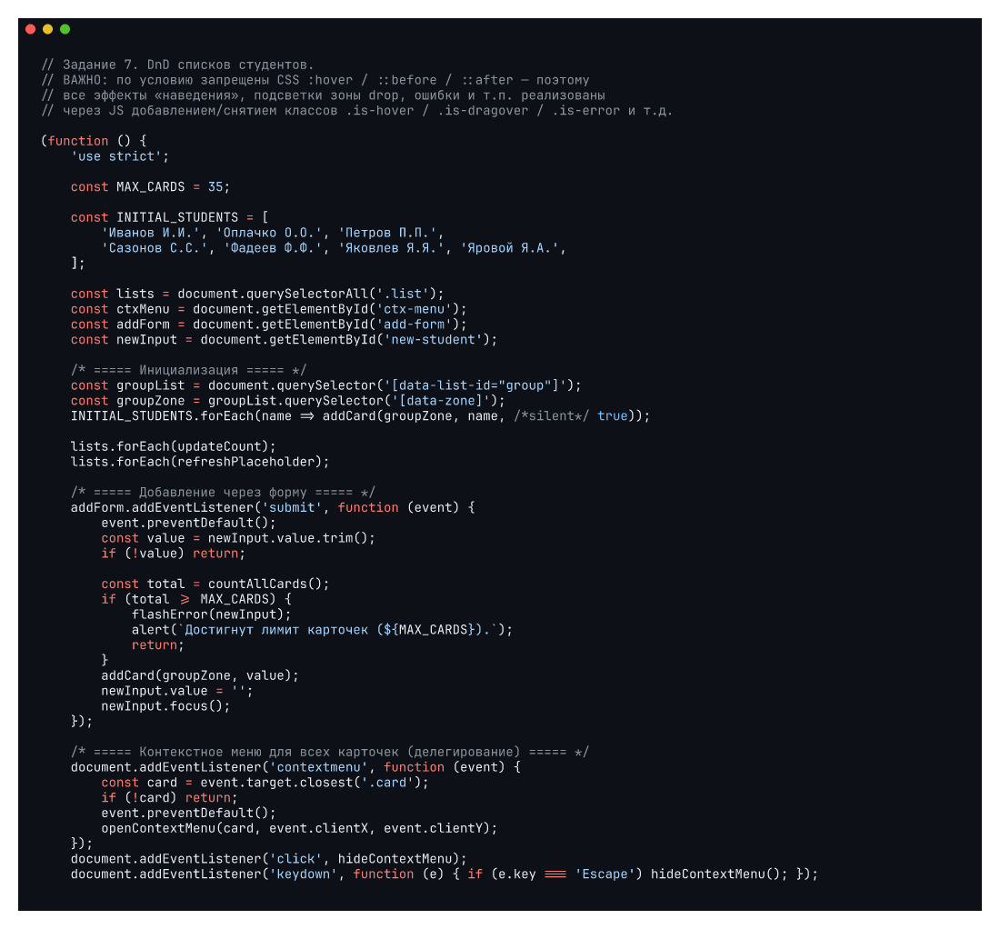 // Задание 7. DnD списков студентов.
// ВАЖНО: по условию запрещены CSS :hover / ::before / ::after — поэтому
// все эффекты «наведения», подсветки зоны drop, ошибки и т.п. реализованы
// через JS добавлением/снятием классов .is-hover / .is-dragover / .is-error и т.д.

(function () {
    'use strict';

    const MAX_CARDS = 35;

    const INITIAL_STUDENTS = [
        'Иванов И.И.', 'Оплачко О.О.', 'Петров П.П.',
        'Сазонов С.С.', 'Фадеев Ф.Ф.', 'Яковлев Я.Я.', 'Яровой Я.А.',
    ];

    const lists = document.querySelectorAll('.list');
    const ctxMenu = document.getElementById('ctx-menu');
    const addForm = document.getElementById('add-form');
    const newInput = document.getElementById('new-student');

    /* ===== Инициализация ===== */
    const groupList = document.querySelector('[data-list-id="group"]');
    const groupZone = groupList.querySelector('[data-zone]');
    INITIAL_STUDENTS.forEach(name => addCard(groupZone, name, /*silent*/ true));

    lists.forEach(updateCount);
    lists.forEach(refreshPlaceholder);

    /* ===== Добавление через форму ===== */
    addForm.addEventListener('submit', function (event) {
        event.preventDefault();
        const value = newInput.value.trim();
        if (!value) return;

        const total = countAllCards();
        if (total >= MAX_CARDS) {
            flashError(newInput);
            alert(`Достигнут лимит карточек (${MAX_CARDS}).`);
            return;
        }
        addCard(groupZone, value);
        newInput.value = '';
        newInput.focus();
    });

    /* ===== Контекстное меню для всех карточек (делегирование) ===== */
    document.addEventListener('contextmenu', function (event) {
        const card = event.target.closest('.card');
        if (!card) return;
        event.preventDefault();
        openContextMenu(card, event.clientX, event.clientY);
    });
    document.addEventListener('click', hideContextMenu);
    document.addEventListener('keydown', function (e) { if (e.key === 'Escape') hideContextMenu(); });